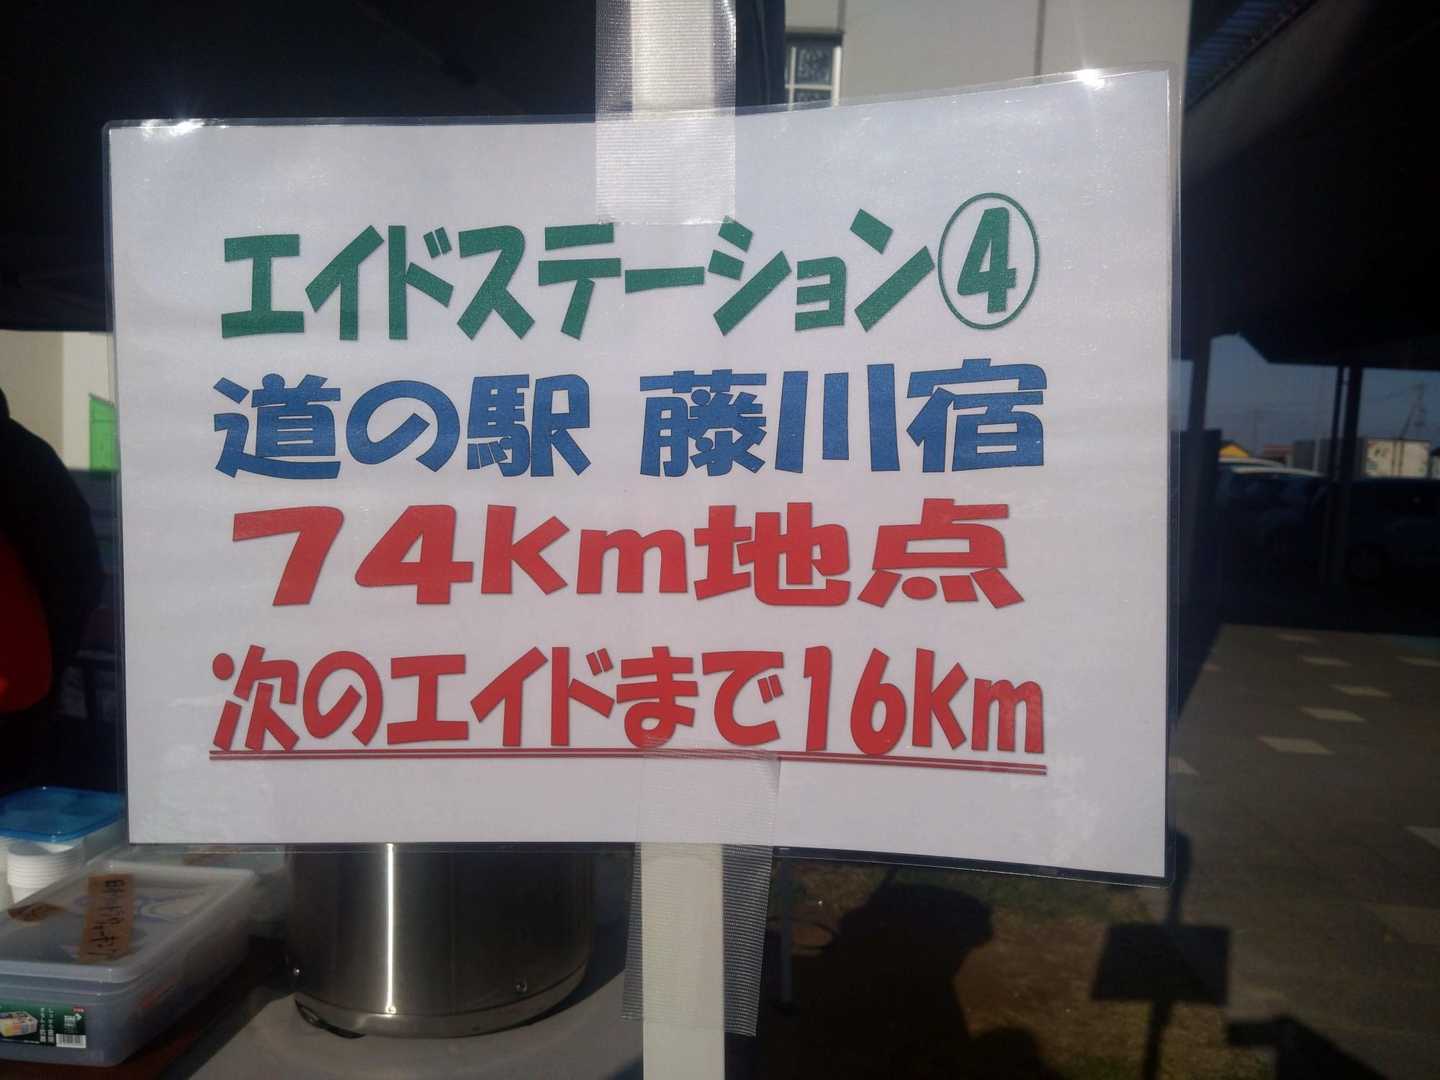 エイドステーション④
道の駅 藤川宿
74km地点
次のエイドまで16km